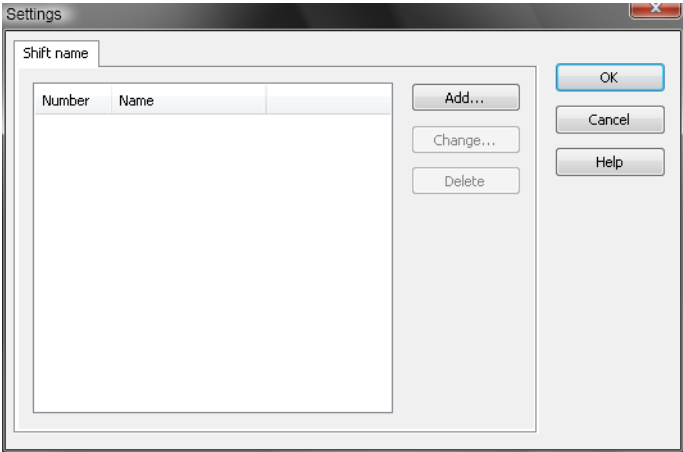 Settings
Shift name
Number Name
Add...
Change...
Delete
OK
Cancel
Help